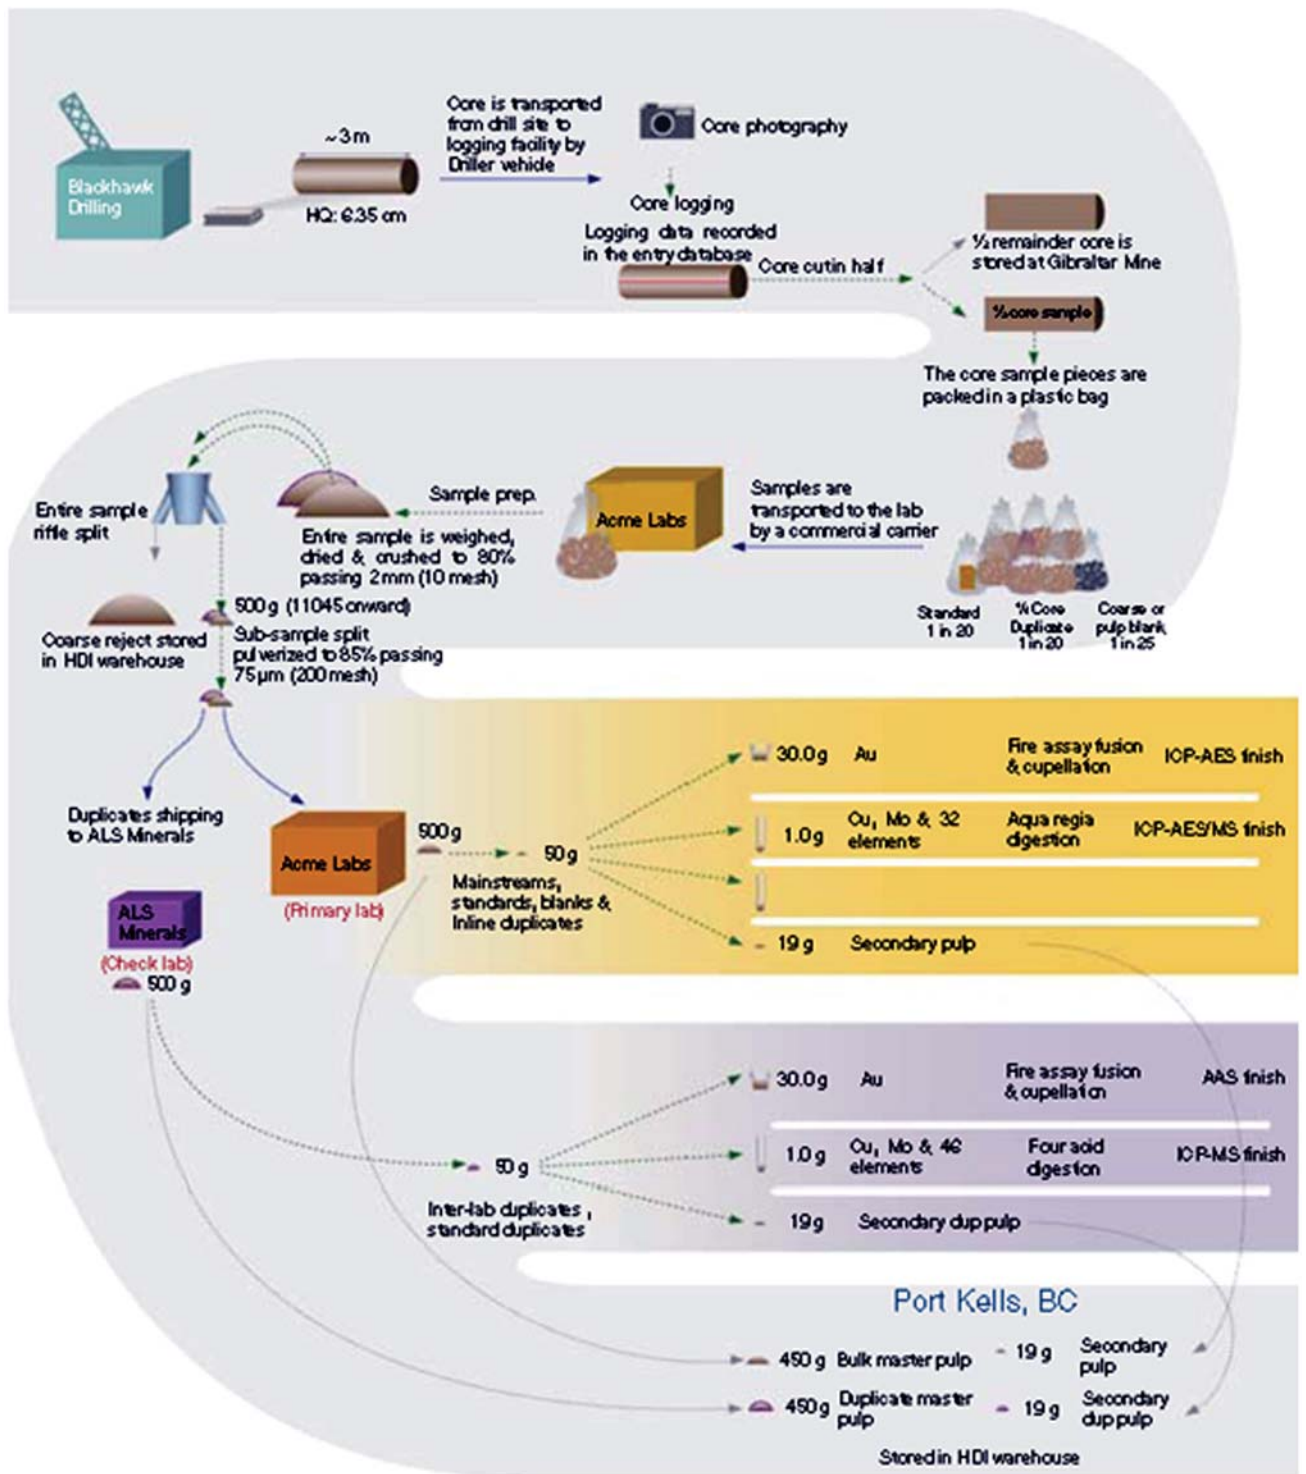 Blackhawk
Drilling
~3 m
HQ: 6.35 cm
Core is transported
from drill site to
logging facility by
Driller vehicle
Core photography
Core logging
Logging data recorded
in the entry database
Core cut in half
½ remainder core is
stored at Gibraltar Mine
½ core sample
The core sample pieces are
packed in a plastic bag
Standard
1 in 20
Core
Duplicate
1 in 20
Coarse or
pulp blank
1 in 25
Samples are
transported to the lab
by a commercial carrier
Acme Labs
Sample prep.
Entire sample is weighed,
dried & crushed to 80%
passing 2mm (10 mesh)
Entire sample
riffle split
Coarse reject stored
in HDI warehouse
500 g (11045 onward)
Sub-sample split
pulverized to 85% passing
75 µm (200 mesh)
Duplicates shipping
to ALS Minerals
Acme Labs
(Primary lab)
500 g
50 g
Mainstreams,
standards, blanks &
Inline duplicates
30.0 g Au Fire assay fusion
& cupellation ICP-AES finish
1.0 g Cu, Mo & 32
elements Aqua regia
digestion ICP-AES/MS finish
19 g Secondary pulp
ALS
Minerals
(Check lab)
500 g
50 g
Inter-lab duplicates,
standard duplicates
30.0 g Au Fire assay fusion
& cupellation AAS finish
1.0 g Cu, Mo & 46
elements Four acid
digestion ICP-MS finish
19 g Secondary dup pulp
Port Kells, BC
450 g Bulk master pulp
19 g Secondary
pulp
450 g Duplicate master
pulp
19 g Secondary
dup pulp
Stored in HDI warehouse